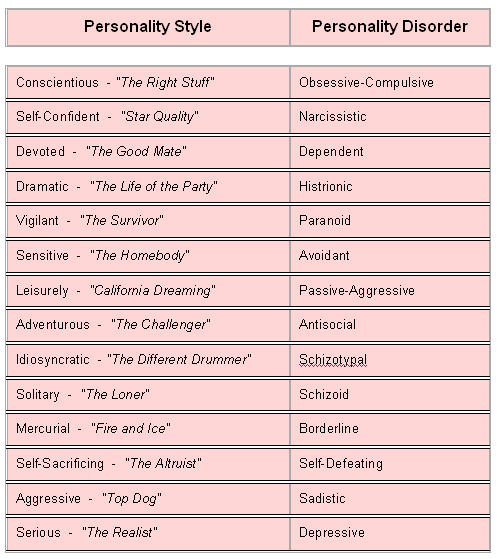 Personality Style Personality Disorder
Conscientious - "The Right Stuff" Obsessive-Compulsive
Self-Confident - "Star Quality" Narcissistic
Devoted - "The Good Mate" Dependent
Dramatic - "The Life of the Party" Histrionic
Vigilant - "The Survivor" Paranoid
Sensitive - "The Homebody" Avoidant
Leisurely - "California Dreaming" Passive-Aggressive
Adventurous - "The Challenger" Antisocial
Idiosyncratic - "The Different Drummer" Schizotypal
Solitary - "The Loner" Schizoid
Mercurial - "Fire and Ice" Borderline
Self-Sacrificing - "The Altruist" Self-Defeating
Aggressive - "Top Dog" Sadistic
Serious - "The Realist" Depressive